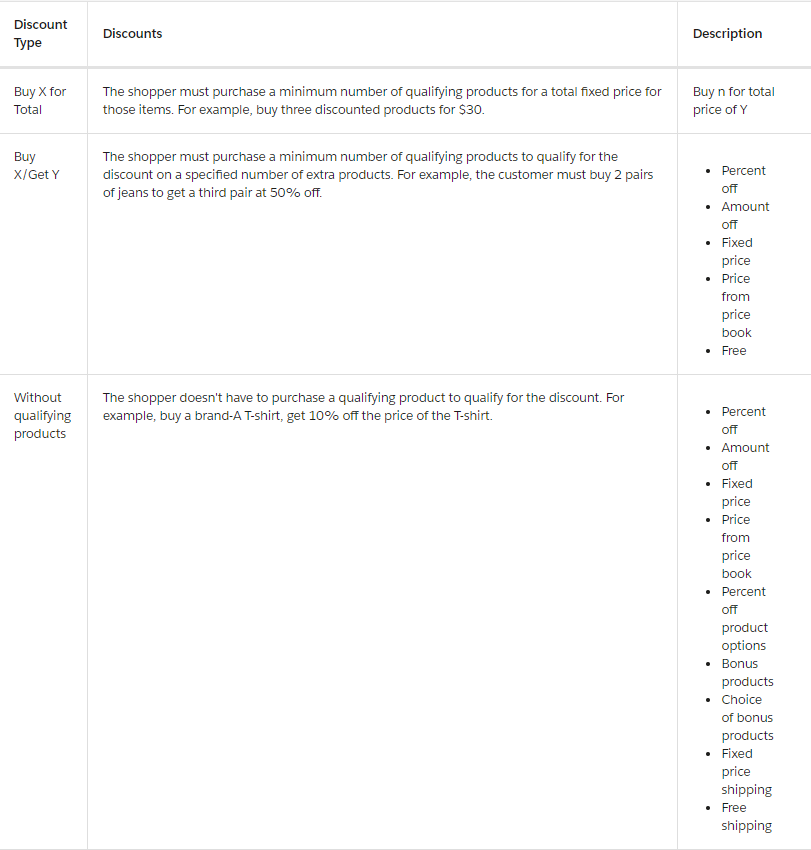 Discount
Type
Discounts
Description
Buy X for
Total
The shopper must purchase a minimum number of qualifying products for a total fixed price for
those items. For example, buy three discounted products for $30.
Buy n for total
price of Y
Buy
X/Get Y
The shopper must purchase a minimum number of qualifying products to qualify for the
discount on a specified number of extra products. For example, the customer must buy 2 pairs
of jeans to get a third pair at 50% off.
• Percent
off
• Amount
off
• Fixed
price
• Price
from
price
book
• Free
Without
qualifying
products
The shopper doesn't have to purchase a qualifying product to qualify for the discount. For
example, buy a brand-A T-shirt, get 10% off the price of the T-shirt.
• Percent
off
• Amount
off
• Fixed
price
• Price
from
price
book
• Percent
off
product
options
• Bonus
products
• Choice
of bonus
products
• Fixed
price
shipping
• Free
shipping